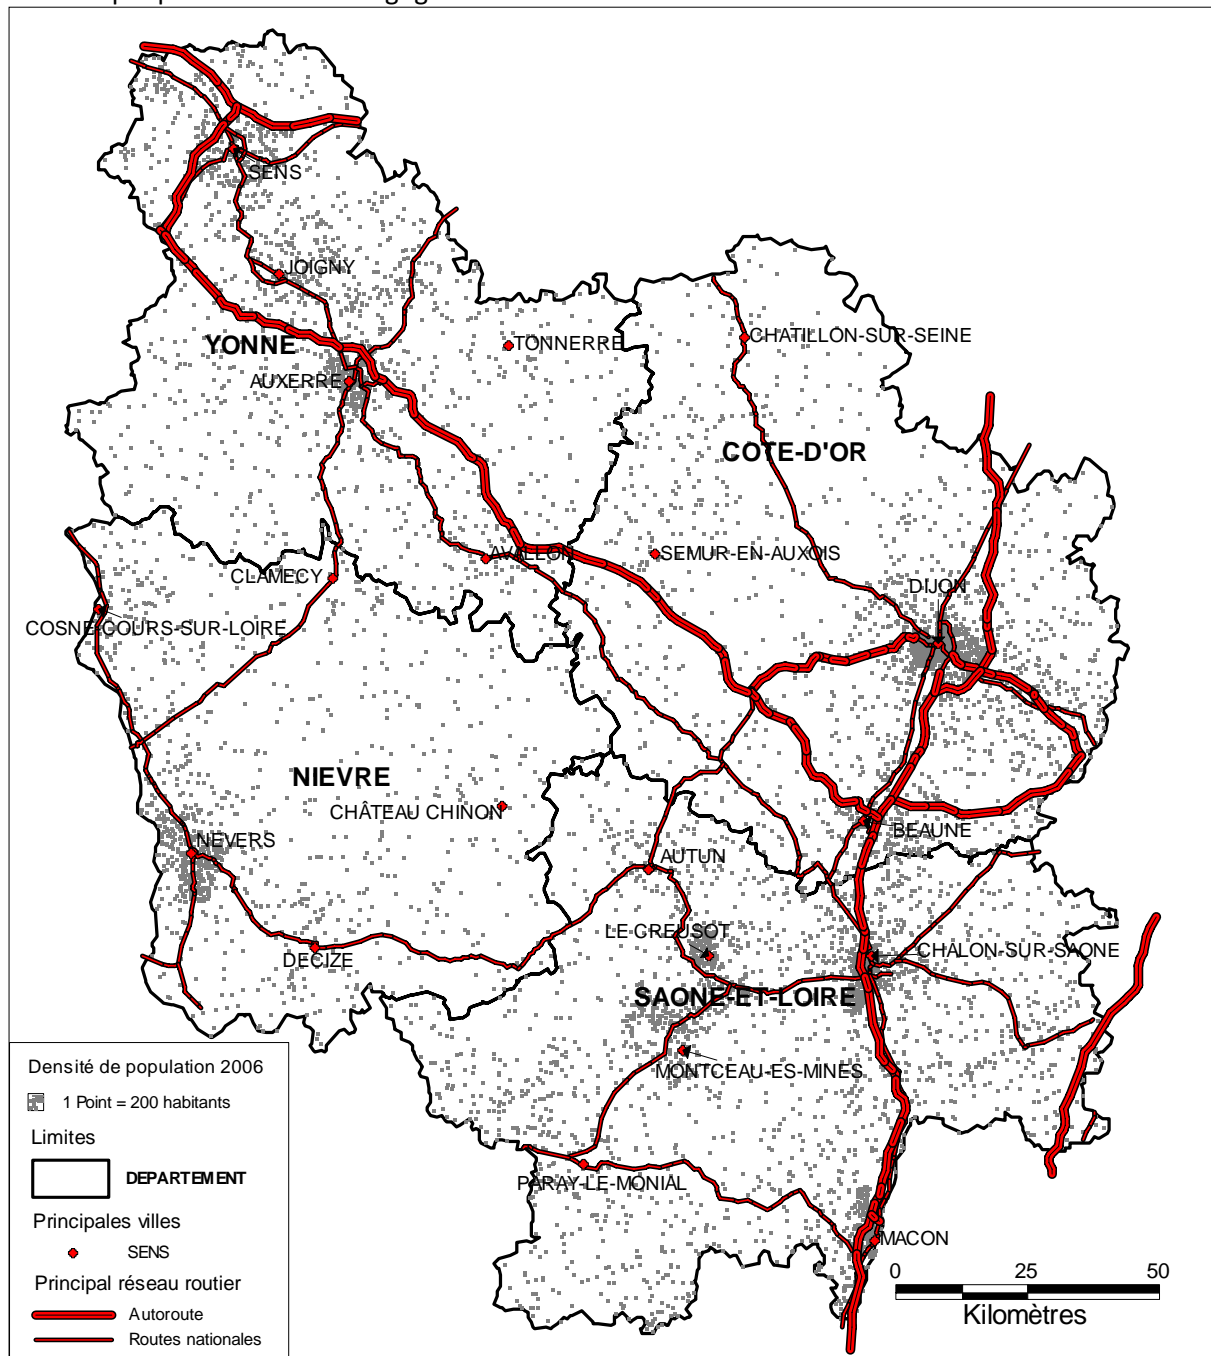 SENS
JOIGNY
YONNE
TONNERRE
CHATILLON-SUR-SEINE
AUXERRE
COTE-D'OR
AVALLON
SEMUR-EN-AUXOIS
CLAMECY
DIJON
COSNE-COURS-SUR-LOIRE
NIEVRE
CHÂTEAU CHINON
NEVERS
BEAUNE
AUTUN
LE CREUSOT
CHALON-SUR-SAONE
DECIZE
SAONE-ET-LOIRE
MONTCEAU-ES-MINES
PARAY-LE-MONIAL
MACON
Densité de population 2006
1 Point = 200 habitants
Limites
DEPARTEMENT
Principales villes
SENS
Principal réseau routier
Autoroute
Routes nationales
0 25 50
Kilomètres